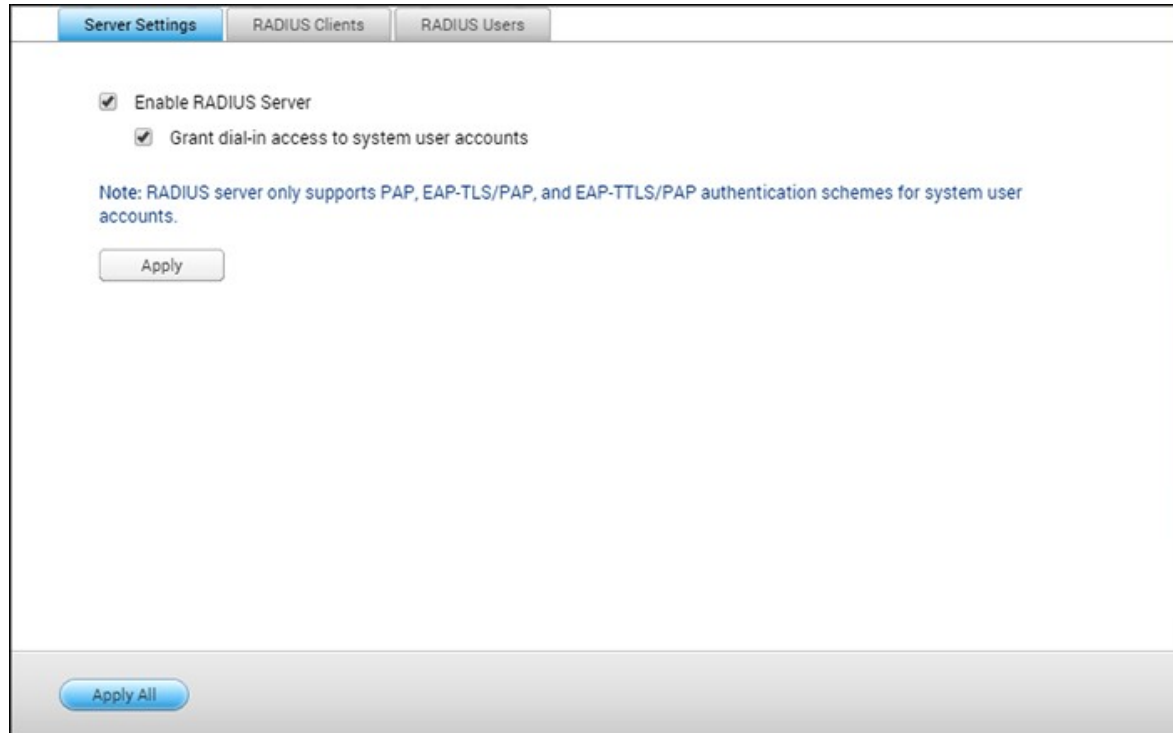 Server Settings RADIUS Clients RADIUS Users
Enable RADIUS Server
Grant dial-in access to system user accounts
Note: RADIUS server only supports PAP, EAP-TLS/PAP, and EAP-TTLS/PAP authentication schemes for system user
accounts.
Apply
Apply All